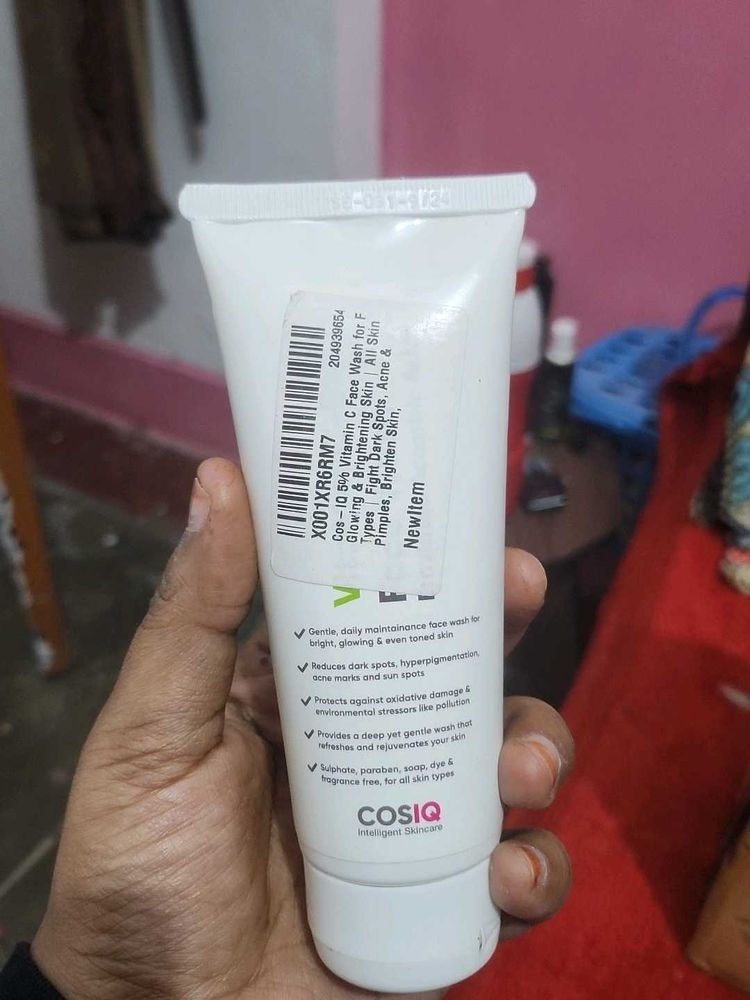 X001XR6RM7
204939654
Cos – IQ 5% Vitamin C Face Wash for F
Glowing & Brightening Skin | All Skin
Types | Fight Dark Spots, Acne &
Pimples, Brighten Skin,
NewItem
Gentle, daily maintainance face wash for
bright, glowing & even toned skin
Reduces dark spots, hyperpigmentation,
acne marks and sun spots
Protects against oxidative damage &
environmental stressors like pollution
Provides a deep yet gentle wash that
refreshes and rejuvenates your skin
Sulphate, paraben, soap, dye &
fragrance free, for all skin types
COSIQ
Intelligent Skincare